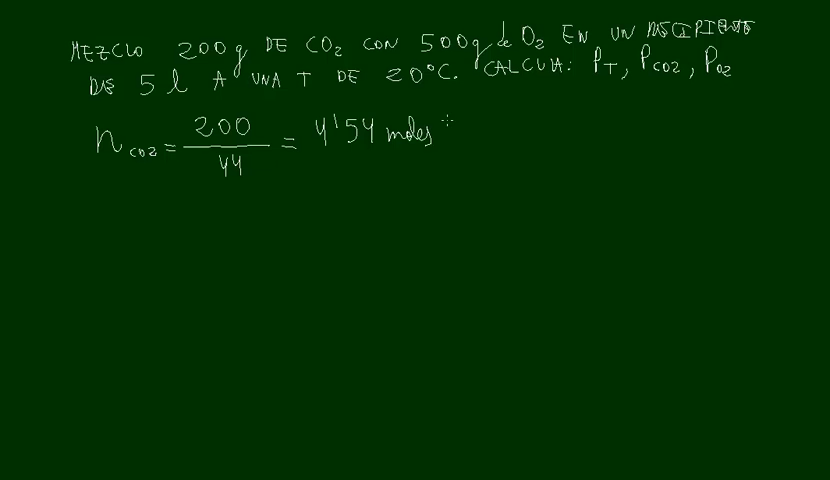 MEZCLO 200g DE CO2 CON 500g de O2 EN UN RECIPIENTE
DE 5 l A UNA T DE 20°C. CALCULA: PT, PCO2, PO2
nCO2 = 200 / 44 = 4'54 moles